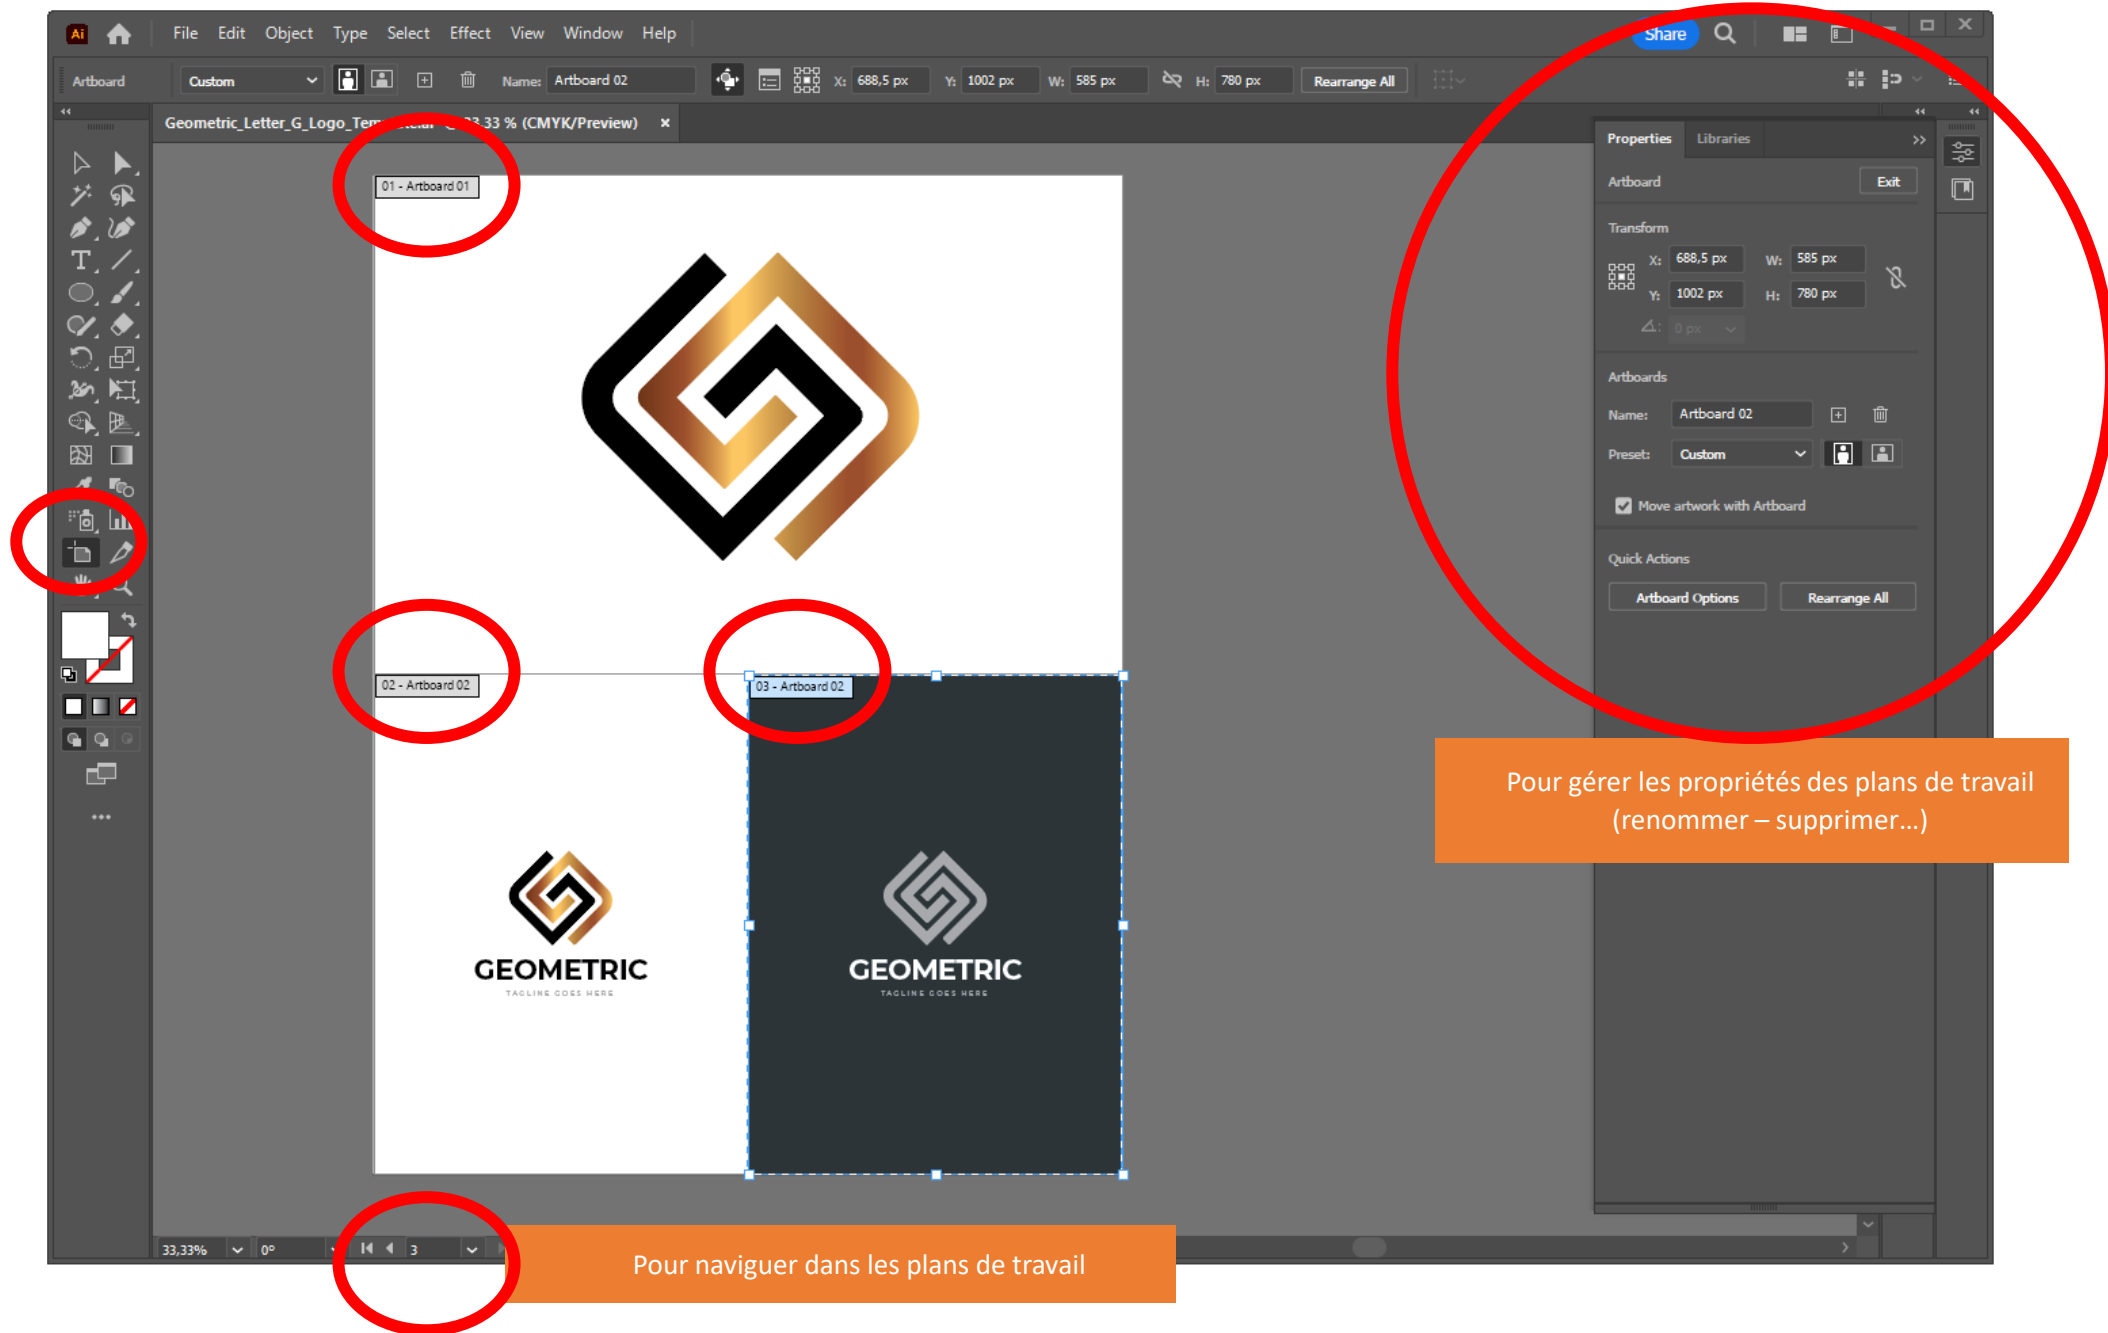 Ai File Edit Object Type Select Effect View Window Help
Share
Artboard Custom Name: Artboard 02 X: 688,5 px Y: 1002 px W: 585 px H: 780 px Rearrange All
33 % (CMYK/Preview) ×
Properties Libraries
Artboard Exit
Transform
X: 688,5 px W: 585 px
Y: 1002 px H: 780 px
0 px
Artboards
Name: Artboard 02
Preset: Custom
Move artwork with Artboard
Quick Actions
Artboard Options Rearrange All
01 - Artboard 01
02 - Artboard 02
03 - Artboard 02
GEOMETRIC
TAGLINE GOES HERE
GEOMETRIC
TAGLINE GOES HERE
Pour gérer les propriétés des plans de travail
(renommer – supprimer…)
33,33% 0° 3
Pour naviguer dans les plans de travail